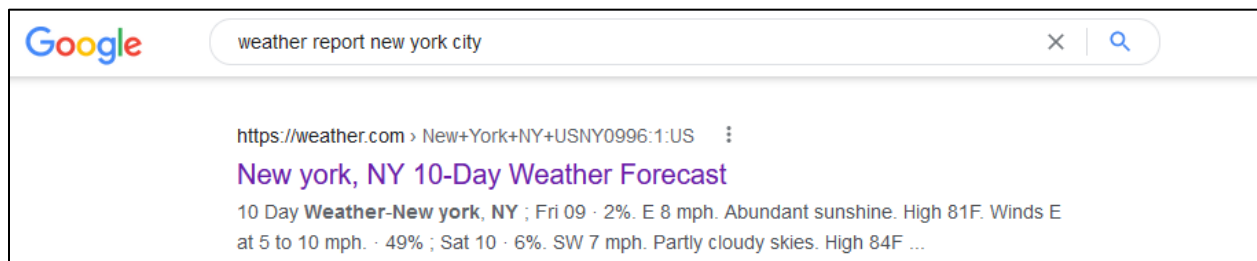 Google
weather report new york city
https://weather.com › New+York+NY+USNY0996:1:US
New york, NY 10-Day Weather Forecast
10 Day Weather-New york, NY ; Fri 09 · 2%. E 8 mph. Abundant sunshine. High 81F. Winds E
at 5 to 10 mph. · 49% ; Sat 10 · 6%. SW 7 mph. Partly cloudy skies. High 84F ...